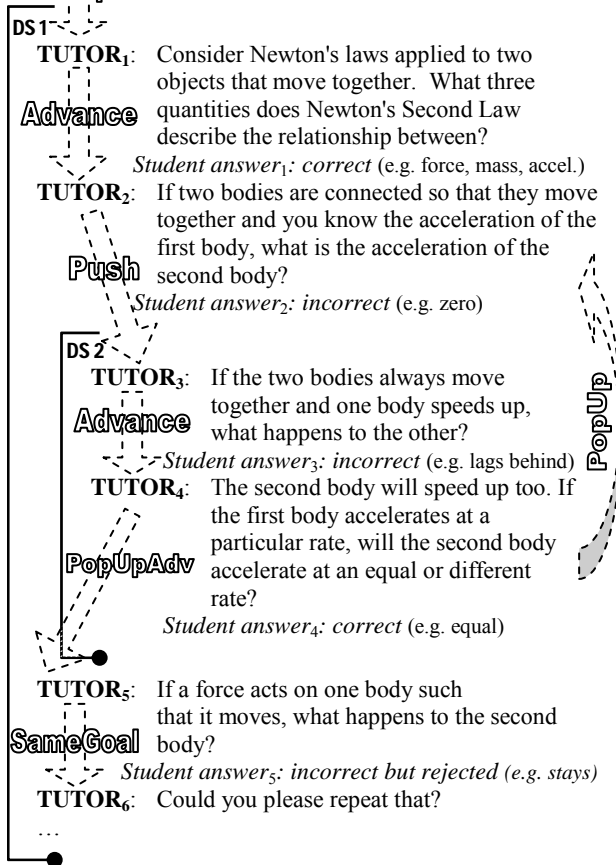 DS 1
TUTOR₁: Consider Newton's laws applied to two
objects that move together. What three
Advance quantities does Newton's Second Law
describe the relationship between?
Student answer₁: correct (e.g. force, mass, accel.)
TUTOR₂: If two bodies are connected so that they move
together and you know the acceleration of the
first body, what is the acceleration of the
Push second body?
Student answer₂: incorrect (e.g. zero)
DS 2
TUTOR₃: If the two bodies always move
together and one body speeds up,
Advance what happens to the other?
Student answer₃: incorrect (e.g. lags behind)
PopUp
TUTOR₄: The second body will speed up too. If
the first body accelerates at a
particular rate, will the second body
PopUpAdv accelerate at an equal or different
rate?
Student answer₄: correct (e.g. equal)
TUTOR₅: If a force acts on one body such
that it moves, what happens to the second
SameGoal body?
Student answer₅: incorrect but rejected (e.g. stays)
TUTOR₆: Could you please repeat that?
…